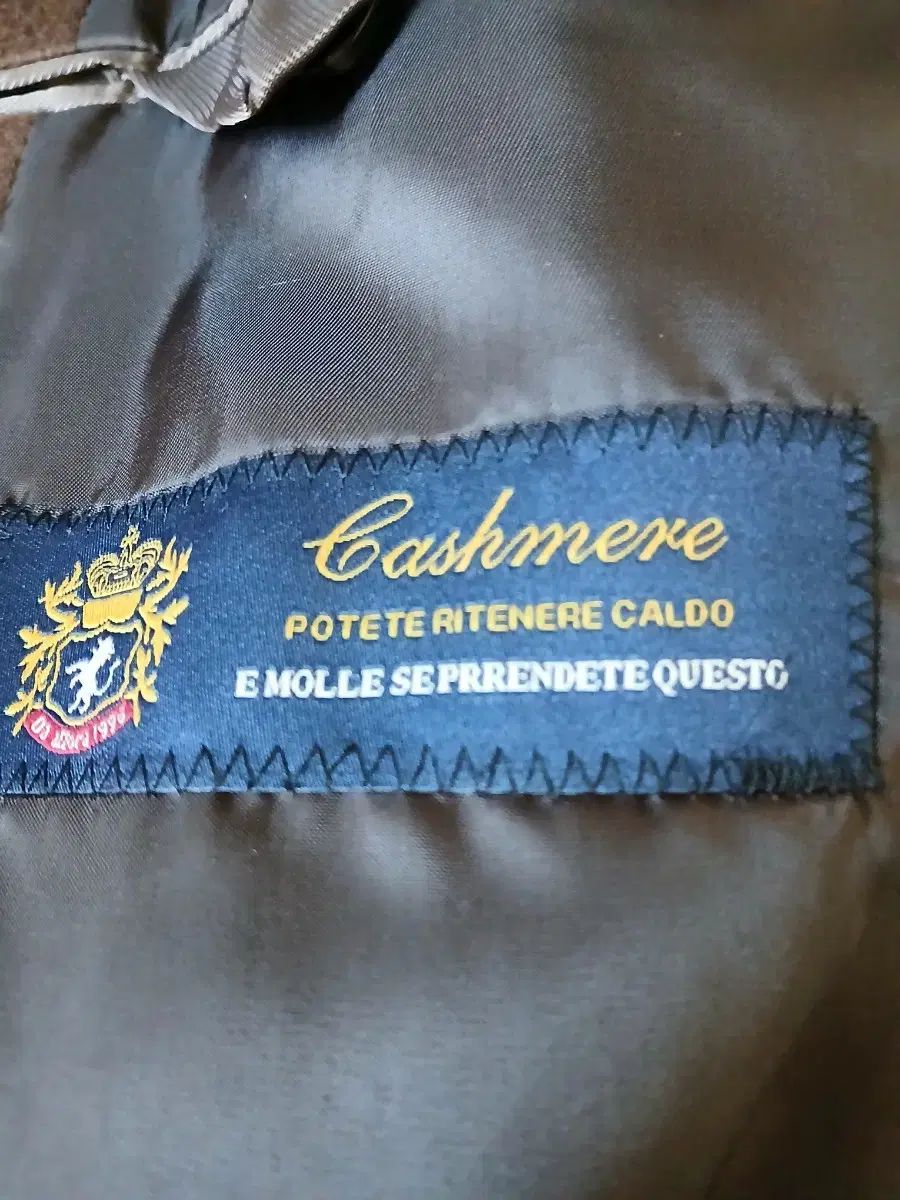 Cashmere
POTETE RITENERE CALDO
E MOLLE SE PRRENDETE QUESTO